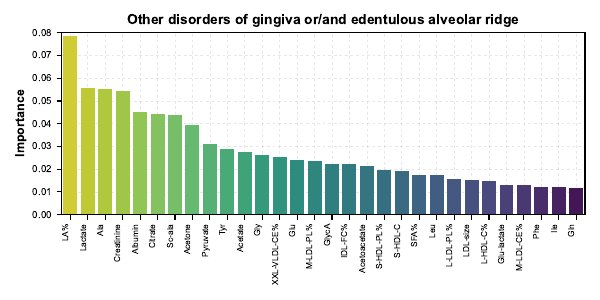 Other disorders of gingiva or/and edentulous alveolar ridge
Importance
0.08
0.07
0.06
0.05
0.04
0.03
0.02
0.01
0.00
LA%
Lactate
Ala
Creatinine
Albumin
Citrate
Sc-ala
Acetone
Pyruvate
Tyr
Acetate
Gly
XXL-VLDL-CE%
Glu
M-LDL-PL%
GlycA
IDL-FC%
Acetoacetate
S-HDL-PL%
S-HDL-C
SFA%
Leu
L-LDL-PL%
LDL-size
L-HDL-C%
Glu-lactate
M-LDL-CE%
Phe
Ile
Gln